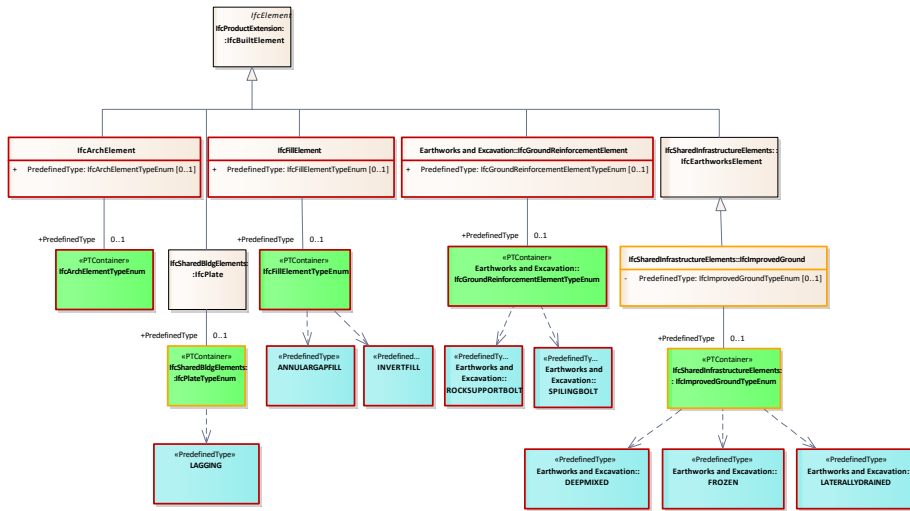 IfcElement
IfcProductExtension:
:IfcBuiltElement
IfcArchElement
+ PredefinedType: IfcArchElementTypeEnum [0..1]
IfcFillElement
+ PredefinedType: IfcFillElementTypeEnum [0..1]
Earthworks and Excavation::IfcGroundReinforcementElement
+ PredefinedType: IfcGroundReinforcementElementTypeEnum [0..1]
IfcSharedInfrastructureElements: :
IfcEarthworksElement
+PredefinedType 0..1
+PredefinedType 0..1
+PredefinedType 0..1
«PTContainer»
IfcArchElementTypeEnum
IfcSharedBldgElements:
:IfcPlate
«PTContainer»
IfcFillElementTypeEnum
«PTContainer»
Earthworks and Excavation::
IfcGroundReinforcementElementTypeEnum
IfcSharedInfrastructureElements::IfcImprovedGround
- PredefinedType: IfcImprovedGroundTypeEnum [0..1]
+PredefinedType 0..1
+PredefinedType 0..1
«PTContainer»
IfcSharedBldgElements:
:IfcPlateTypeEnum
«PredefinedType»
ANNULARGAPFILL
«Predefined...
INVERTFILL
«PredefinedTy...
Earthworks and
Excavation::
ROCKSUPPORTBOLT
«PredefinedTy...
Earthworks and
Excavation::
SPILINGBOLT
«PTContainer»
IfcSharedInfrastructureElements:
: IfcImprovedGroundTypeEnum
«PredefinedType»
LAGGING
«PredefinedType»
Earthworks and Excavation::
DEEPMIXED
«PredefinedType»
Earthworks and Excavation::
FROZEN
«PredefinedType»
Earthworks and Excavation::
LATERALLYDRAINED